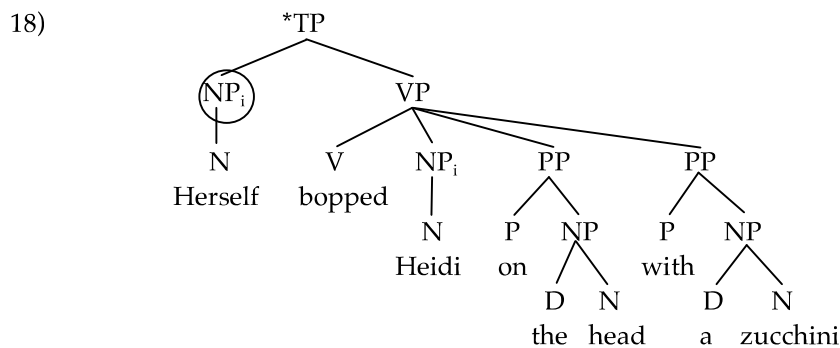 18) *TP
NPi VP
N V NPi PP PP
Herself bopped
N P NP P NP
Heidi on with
D N D N
the head a zucchini